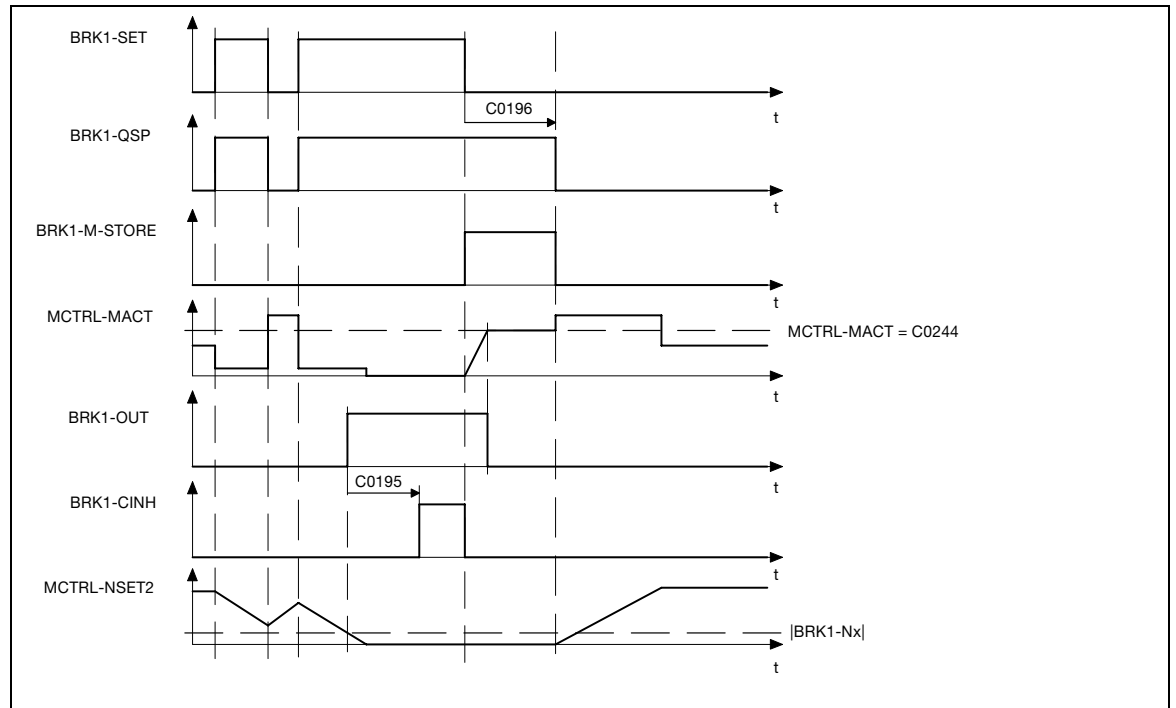 BRK1-SET
C0196
t
BRK1-QSP
t
BRK1-M-STORE
t
MCTRL-MACT
MCTRL-MACT = C0244
t
BRK1-OUT
C0195
t
BRK1-CINH
t
MCTRL-NSET2
|BRK1-Nx|
t